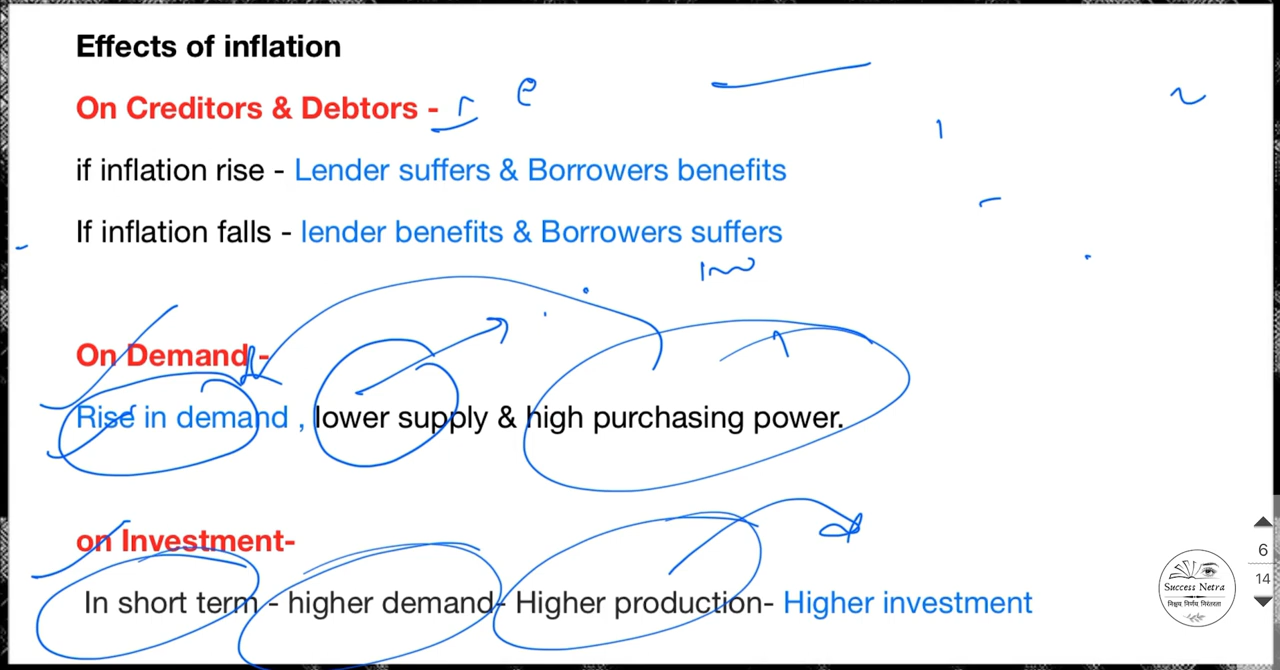 Effects of inflation
On Creditors & Debtors -
if inflation rise - Lender suffers & Borrowers benefits
If inflation falls - lender benefits & Borrowers suffers
On Demand -
Rise in demand , lower supply & high purchasing power.
on Investment-
In short term - higher demand- Higher production- Higher investment
6
14
Success Netra